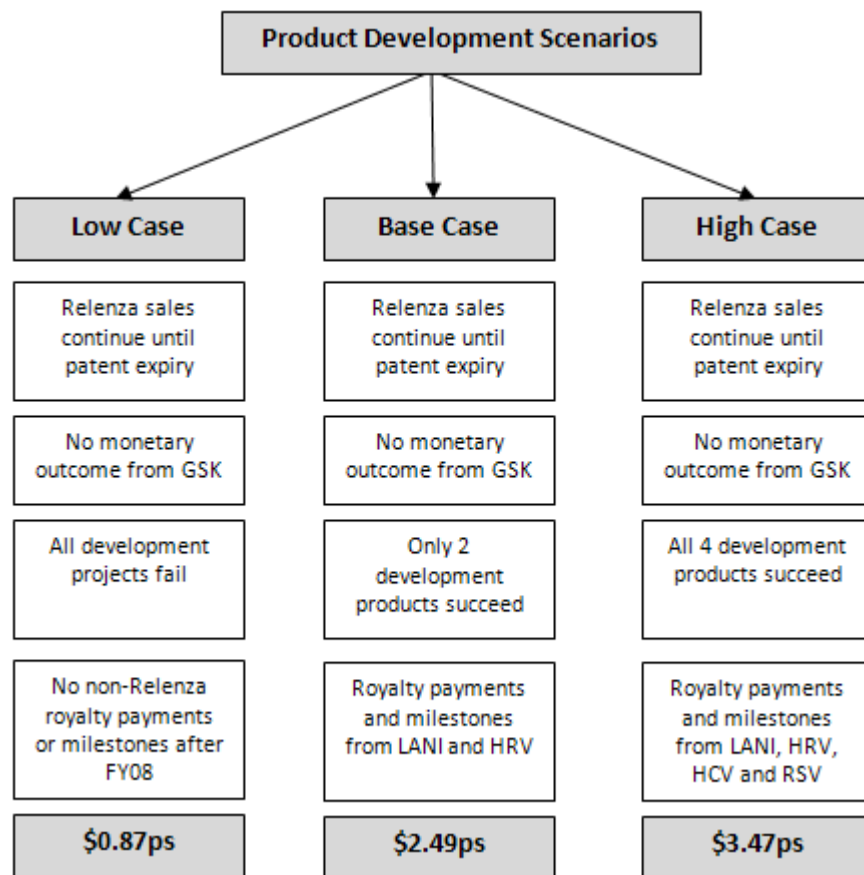 Product Development Scenarios
Low Case
Relenza sales
continue until
patent expiry
No monetary
outcome from GSK
All development
projects fail
No non-Relenza
royalty payments
or milestones after
FY08
$0.87ps
Base Case
Relenza sales
continue until
patent expiry
No monetary
outcome from GSK
Only 2
development
products succeed
Royalty payments
and milestones
from LANI and HRV
$2.49ps
High Case
Relenza sales
continue until
patent expiry
No monetary
outcome from GSK
All 4 development
products succeed
Royalty payments
and milestones
from LANI, HRV,
HCV and RSV
$3.47ps